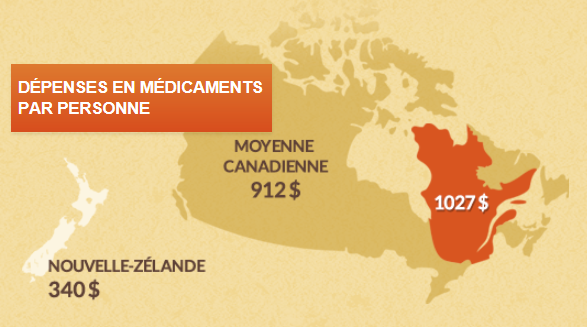 DÉPENSES EN MÉDICAMENTS
PAR PERSONNE
MOYENNE
CANADIENNE
912 $
1027 $
NOUVELLE-ZÉLANDE
340 $